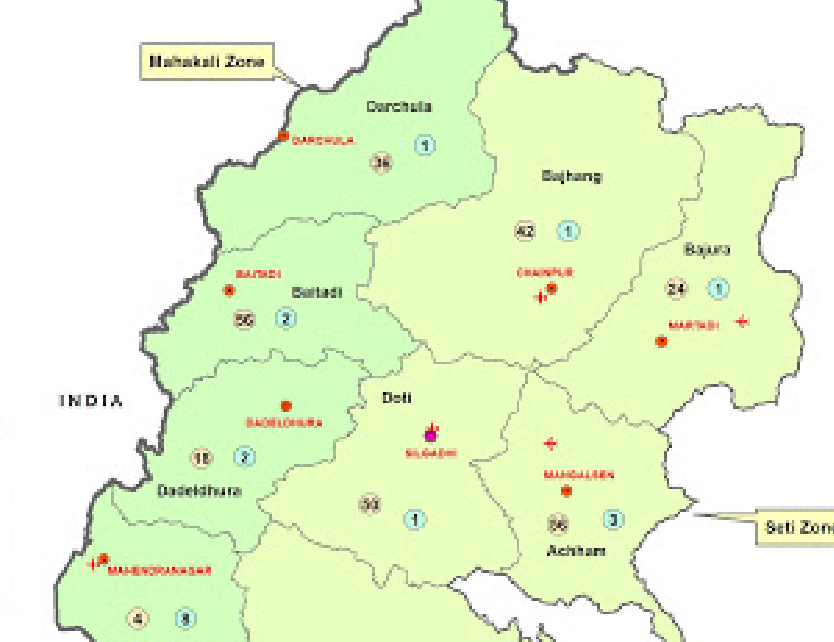 Mahakali Zone
Darchula
DARCHULA
1
36
Bajhang
42 1
Bajura
BAITADI
CHAINPUR
Baitadi
24 1
56 2
MARTADI
INDIA
Doti
DADELDHURA
SILGADHI
18 2
MANGALSEN
Dadeldhura
50
1
56 3
Seti Zone
Achham
MAHENDRANAGAR
4 8